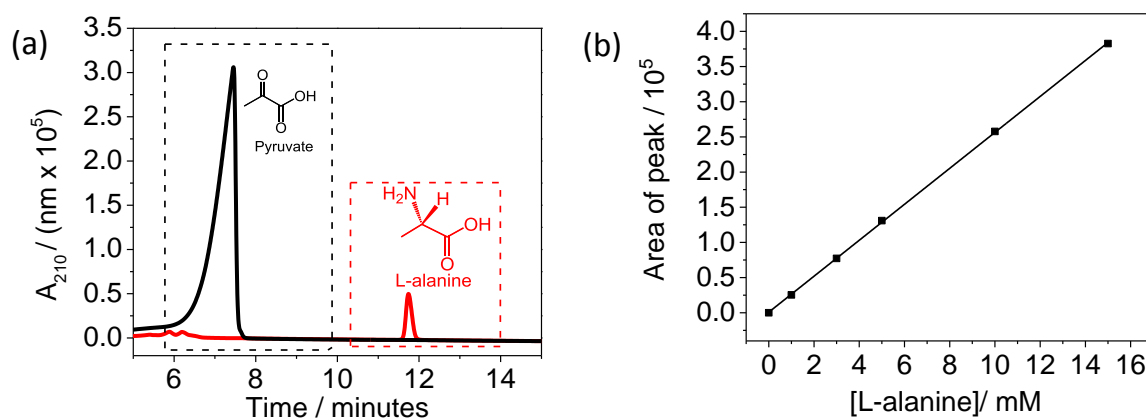 (a)
3.5
3.0
2.5
2.0
1.5
1.0
0.5
0.0
A210 / (nm x 10^5)
6 8 10 12 14
Time / minutes
O
OH
O
Pyruvate
H2N H
OH
O
L-alanine
(b)
4.0
3.5
3.0
2.5
2.0
1.5
1.0
0.5
0.0
Area of peak / 10^5
0 2 4 6 8 10 12 14 16
[L-alanine]/ mM